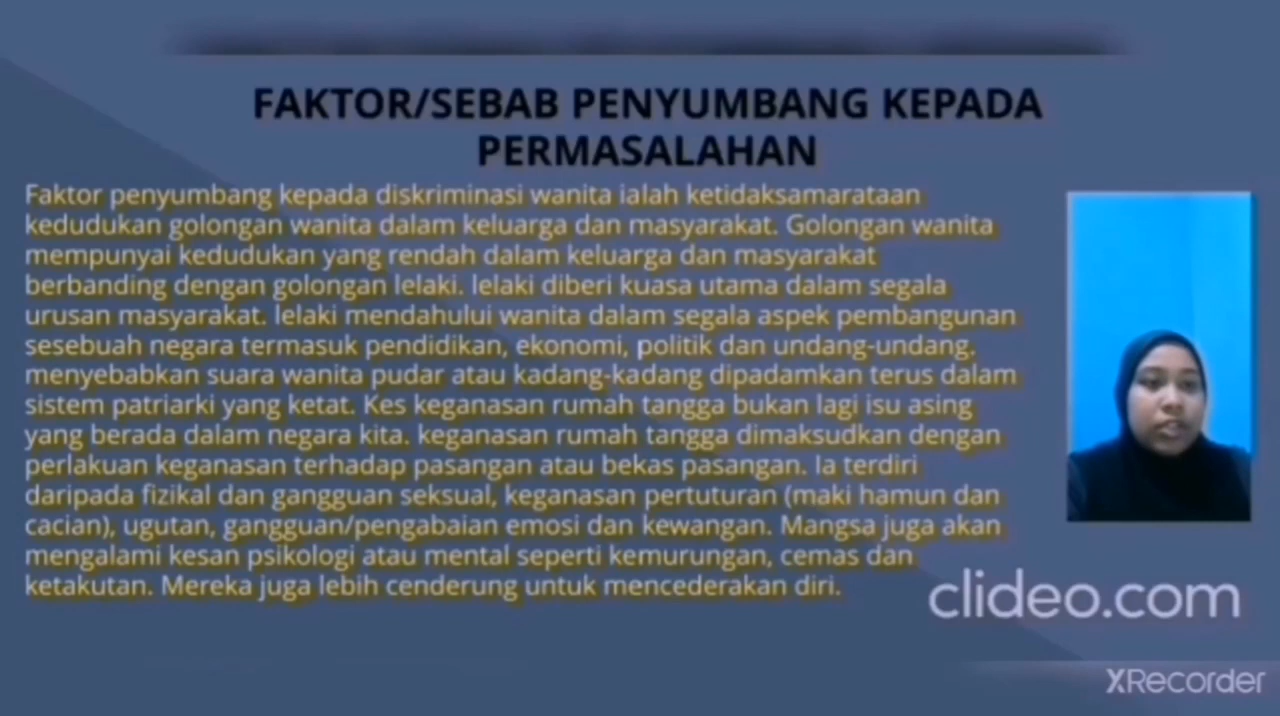 FAKTOR/SEBAB PENYUMBANG KEPADA
PERMASALAHAN
Faktor penyumbang kepada diskriminasi wanita ialah ketidaksamarataan
kedudukan golongan wanita dalam keluarga dan masyarakat. Golongan wanita
mempunyai kedudukan yang rendah dalam keluarga dan masyarakat
berbanding dengan golongan lelaki. lelaki diberi kuasa utama dalam segala
urusan masyarakat. lelaki mendahului wanita dalam segala aspek pembangunan
sesebuah negara termasuk pendidikan, ekonomi, politik dan undang-undang.
menyebabkan suara wanita pudar atau kadang-kadang dipadamkan terus dalam
sistem patriarki yang ketat. Kes keganasan rumah tangga bukan lagi isu asing
yang berada dalam negara kita. keganasan rumah tangga dimaksudkan dengan
perlakuan keganasan terhadap pasangan atau bekas pasangan. Ia terdiri
daripada fizikal dan gangguan seksual, keganasan pertuturan (maki hamun dan
cacian), ugutan, gangguan/pengabaian emosi dan kewangan. Mangsa juga akan
mengalami kesan psikologi atau mental seperti kemurungan, cemas dan
ketakutan. Mereka juga lebih cenderung untuk mencederakan diri.
clideo.com
XRecorder